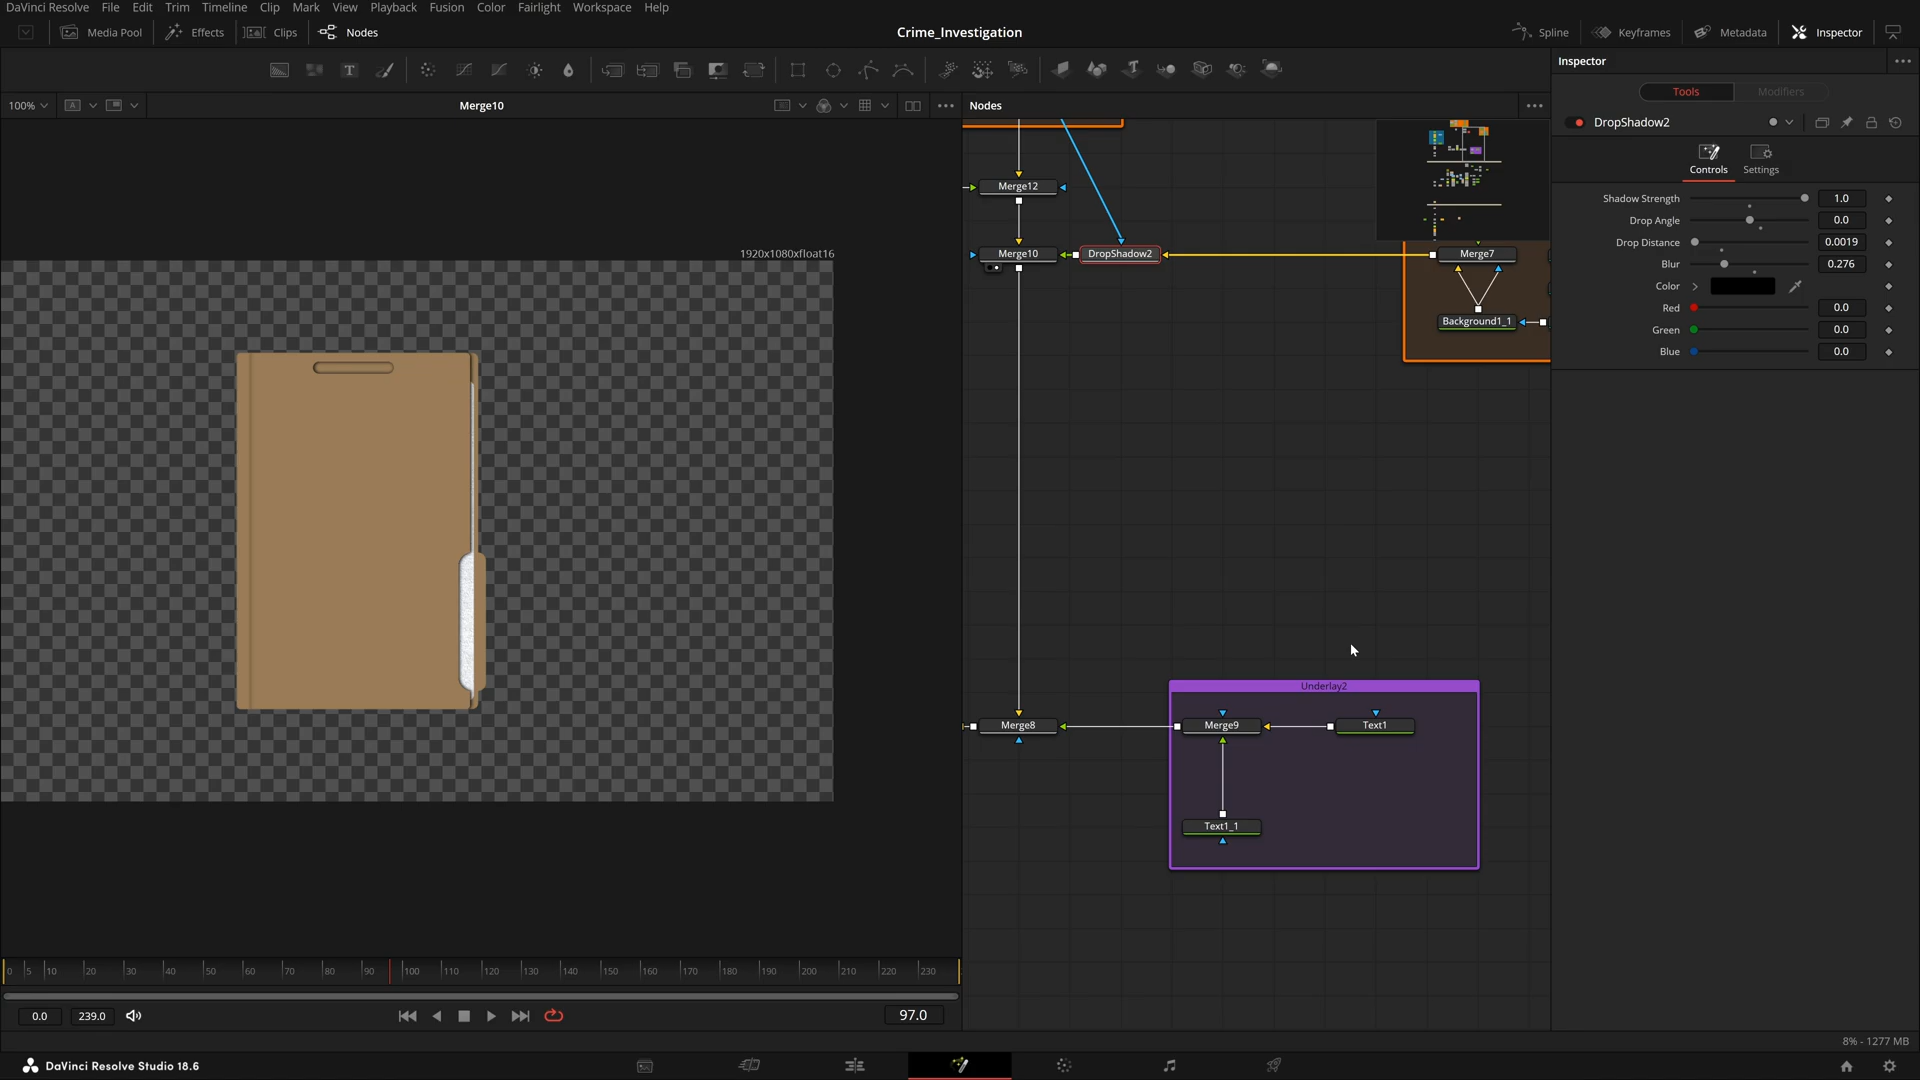 DaVinci Resolve File Edit Trim Timeline Clip Mark View Playback Fusion Color Fairlight Workspace Help
Media Pool Effects Clips Nodes Crime_Investigation Spline Keyframes Metadata Inspector
Inspector
Tools Modifiers
100% A Merge10 Nodes
DropShadow2
Controls Settings
Shadow Strength 1.0
Drop Angle 0.0
Drop Distance 0.0019
Blur 0.276
Color
Red 0.0
Green 0.0
Blue 0.0
1920x1080xfloat16
Merge12
Merge10 DropShadow2 Merge7
Background1_1
Underlay2
Merge8 Merge9 Text1
Text1_1
0 5 10 20 30 40 50 60 70 80 90 100 110 120 130 140 150 160 170 180 190 200 210 220 230
0.0 239.0 97.0
8% - 1277 MB
DaVinci Resolve Studio 18.6